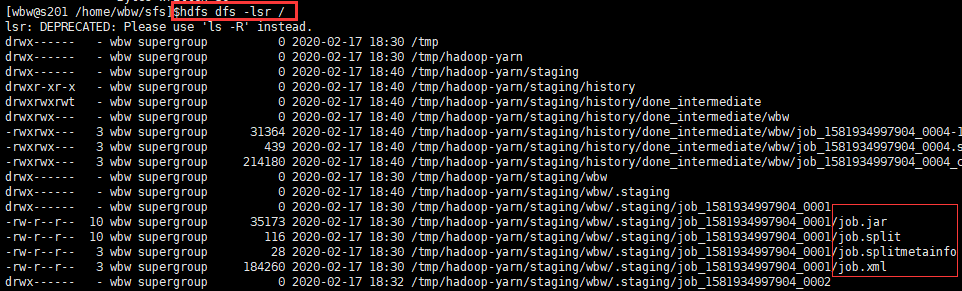 [wbw@s201 /home/wbw/sfs]$hdfs dfs -lsr /
lsr: DEPRECATED: Please use 'ls -R' instead.
drwx------   - wbw supergroup          0 2020-02-17 18:30 /tmp
drwx------   - wbw supergroup          0 2020-02-17 18:30 /tmp/hadoop-yarn
drwx------   - wbw supergroup          0 2020-02-17 18:40 /tmp/hadoop-yarn/staging
drwxr-xr-x   - wbw supergroup          0 2020-02-17 18:40 /tmp/hadoop-yarn/staging/history
drwxrwxrwt   - wbw supergroup          0 2020-02-17 18:40 /tmp/hadoop-yarn/staging/history/done_intermediate
drwxrwx---   - wbw supergroup          0 2020-02-17 18:40 /tmp/hadoop-yarn/staging/history/done_intermediate/wbw
-rwxrwx---   3 wbw supergroup      31364 2020-02-17 18:40 /tmp/hadoop-yarn/staging/history/done_intermediate/wbw/job_1581934997904_0004-1
-rwxrwx---   3 wbw supergroup        439 2020-02-17 18:40 /tmp/hadoop-yarn/staging/history/done_intermediate/wbw/job_1581934997904_0004.s
-rwxrwx---   3 wbw supergroup     214180 2020-02-17 18:40 /tmp/hadoop-yarn/staging/history/done_intermediate/wbw/job_1581934997904_0004_c
drwx------   - wbw supergroup          0 2020-02-17 18:30 /tmp/hadoop-yarn/staging/wbw
drwx------   - wbw supergroup          0 2020-02-17 18:40 /tmp/hadoop-yarn/staging/wbw/.staging
drwx------   - wbw supergroup          0 2020-02-17 18:30 /tmp/hadoop-yarn/staging/wbw/.staging/job_1581934997904_0001
-rw-r--r--  10 wbw supergroup      35173 2020-02-17 18:30 /tmp/hadoop-yarn/staging/wbw/.staging/job_1581934997904_0001/job.jar
-rw-r--r--  10 wbw supergroup        116 2020-02-17 18:30 /tmp/hadoop-yarn/staging/wbw/.staging/job_1581934997904_0001/job.split
-rw-r--r--   3 wbw supergroup         28 2020-02-17 18:30 /tmp/hadoop-yarn/staging/wbw/.staging/job_1581934997904_0001/job.splitmetainfo
-rw-r--r--   3 wbw supergroup     184260 2020-02-17 18:30 /tmp/hadoop-yarn/staging/wbw/.staging/job_1581934997904_0001/job.xml
drwx------   - wbw supergroup          0 2020-02-17 18:32 /tmp/hadoop-yarn/staging/wbw/.staging/job_1581934997904_0002